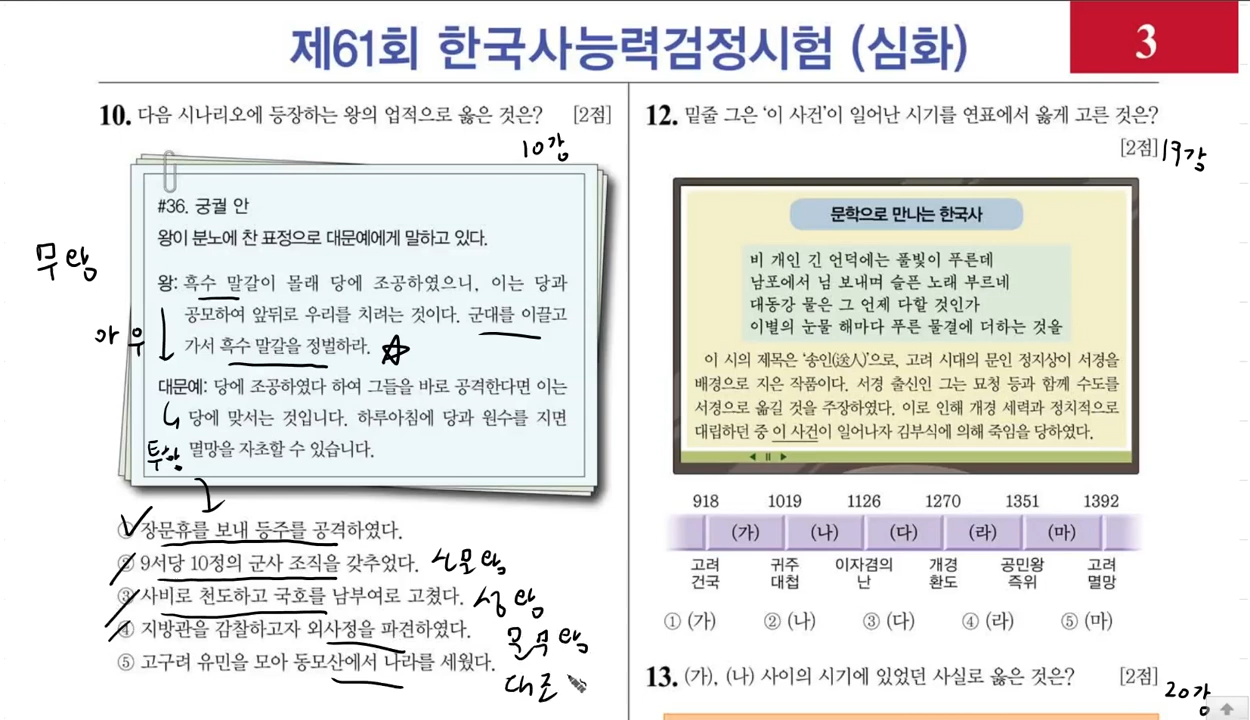 제61회 한국사능력검정시험 (심화)
3
10. 다음 시나리오에 등장하는 왕의 업적으로 옳은 것은? [2점]
10강
#36. 궁궐 안
왕이 분노에 찬 표정으로 대문예에게 말하고 있다.
무왕
왕: 흑수 말갈이 몰래 당에 조공하였으니, 이는 당과
공모하여 앞뒤로 우리를 치려는 것이다. 군대를 이끌고
가서 흑수 말갈을 정벌하라.
아우
대문예: 당에 조공하였다 하여 그들을 바로 공격한다면 이는
당에 맞서는 것입니다. 하루아침에 당과 원수를 지면
멸망을 자초할 수 있습니다.
투항
① 장문휴를 보내 등주를 공격하였다.
② 9서당 10정의 군사 조직을 갖추었다. 신문왕
③ 사비로 천도하고 국호를 남부여로 고쳤다. 성왕
④ 지방관을 감찰하고자 외사정을 파견하였다.
문무왕
⑤ 고구려 유민을 모아 동모산에서 나라를 세웠다.
대조
12. 밑줄 그은 '이 사건'이 일어난 시기를 연표에서 옳게 고른 것은?
[2점] 19강
문학으로 만나는 한국사
비 개인 긴 언덕에는 풀빛이 푸른데
남포에서 님 보내며 슬픈 노래 부르네
대동강 물은 그 언제 다할 것인가
이별의 눈물 해마다 푸른 물결에 더하는 것을
이 시의 제목은 '송인(送人)'으로, 고려 시대의 문인 정지상이 서경을
배경으로 지은 작품이다. 서경 출신인 그는 묘청 등과 함께 수도를
서경으로 옮길 것을 주장하였다. 이로 인해 개경 세력과 정치적으로
대립하던 중 이 사건이 일어나자 김부식에 의해 죽임을 당하였다.
918 1019 1126 1270 1351 1392
(가) (나) (다) (라) (마)
고려 귀주 이자겸의 개경 공민왕 고려
건국 대첩 난 환도 즉위 멸망
① (가) ② (나) ③ (다) ④ (라) ⑤ (마)
13. (가), (나) 사이의 시기에 있었던 사실로 옳은 것은? [2점]
20강